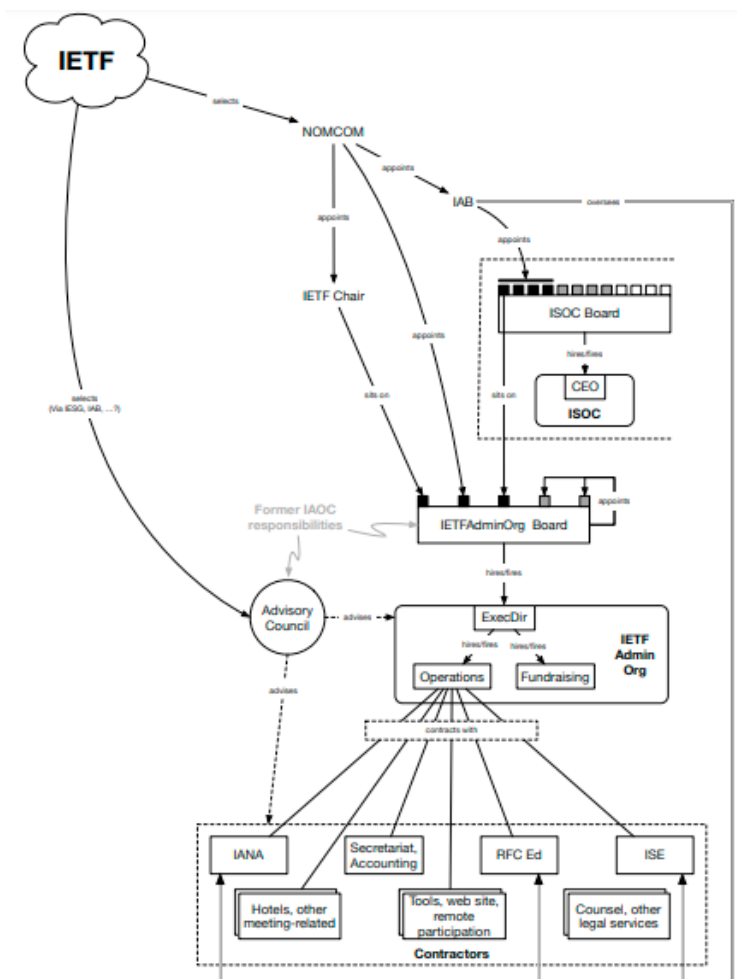 IETF
selects
NOMCOM
appoints
IAB
oversees
appoints
appoints
IETF Chair
ISOC Board
appoints
hires/fires
CEO
ISOC
selects
(Via IESG, IAB, ...?)
sits on
sits on
Former IAOC
responsibilities
appoints
IETFAdminOrg Board
hires/fires
Advisory
Council
advises
ExecDir
hires/fires
hires/fires
IETF
Admin
Org
Operations
Fundraising
advises
contracts with
IANA
Secretariat,
Accounting
RFC Ed
ISE
Hotels, other
meeting-related
Tools, web site,
remote
participation
Counsel, other
legal services
Contractors